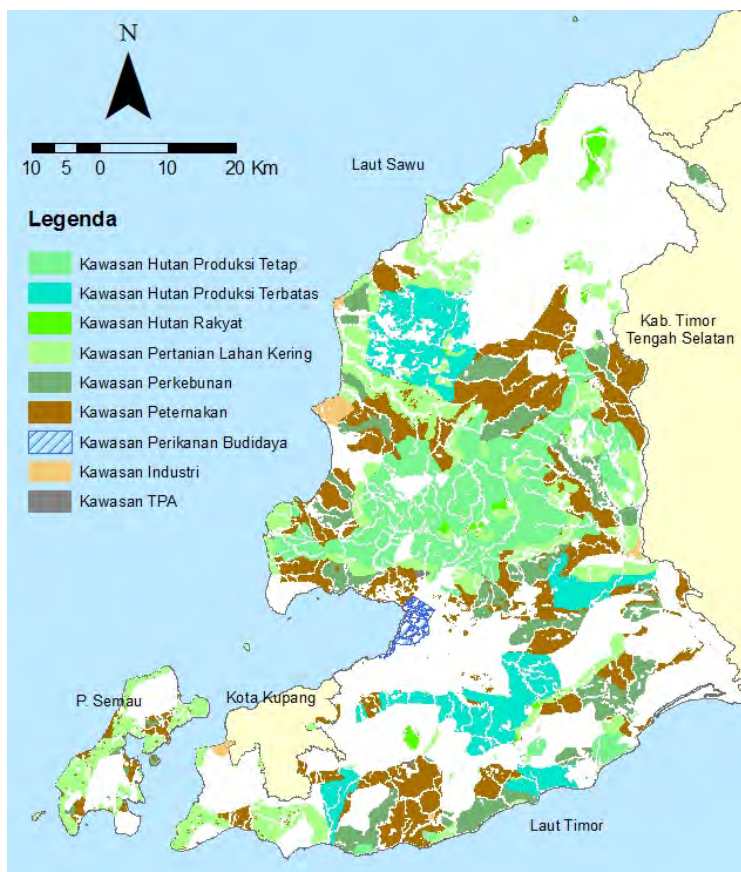 N
10 5 0 10 20 Km
Laut Sawu
Legenda
Kawasan Hutan Produksi Tetap
Kawasan Hutan Produksi Terbatas
Kawasan Hutan Rakyat
Kawasan Pertanian Lahan Kering
Kawasan Perkebunan
Kawasan Peternakan
Kawasan Perikanan Budidaya
Kawasan Industri
Kawasan TPA
Kab. Timor
Tengah Selatan
P. Semau
Kota Kupang
Laut Timor